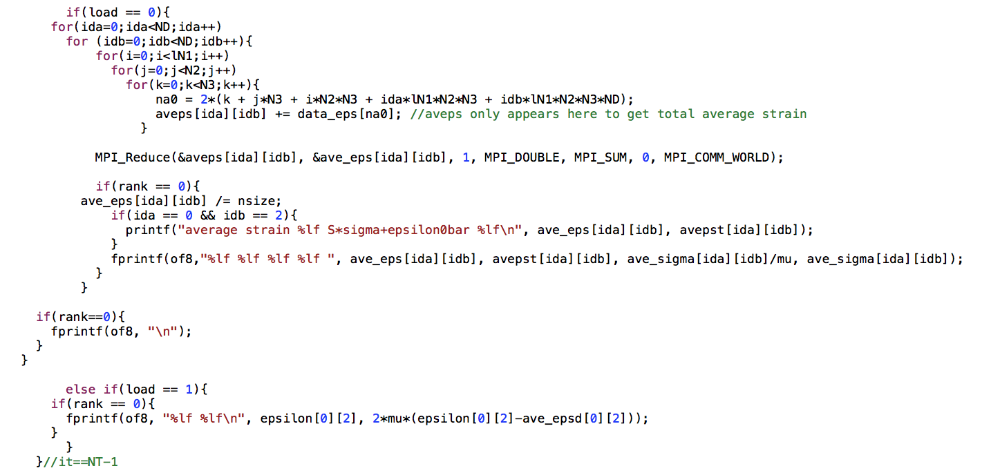 if(load == 0){
for(ida=0;ida<ND;ida++)
for (idb=0;idb<ND;idb++){
for(i=0;i<lN1;i++)
for(j=0;j<N2;j++)
for(k=0;k<N3;k++){
na0 = 2*(k + j*N3 + i*N2*N3 + ida*lN1*N2*N3 + idb*lN1*N2*N3*ND);
aveps[ida][idb] += data_eps[na0]; //aveps only appears here to get total average strain
}
MPI_Reduce(&aveps[ida][idb], &ave_eps[ida][idb], 1, MPI_DOUBLE, MPI_SUM, 0, MPI_COMM_WORLD);
if(rank == 0){
ave_eps[ida][idb] /= nsize;
if(ida == 0 && idb == 2){
printf("average strain %lf S*sigma+epsilon0bar %lf\n", ave_eps[ida][idb], avepst[ida][idb]);
}
fprintf(of8,"%lf %lf %lf %lf ", ave_eps[ida][idb], avepst[ida][idb], ave_sigma[ida][idb]/mu, ave_sigma[ida][idb]);
}
}
if(rank==0){
fprintf(of8, "\n");
}
}
else if(load == 1){
if(rank == 0){
fprintf(of8, "%lf %lf\n", epsilon[0][2], 2*mu*(epsilon[0][2]-ave_epsd[0][2]));
}
}
}//it==NT-1